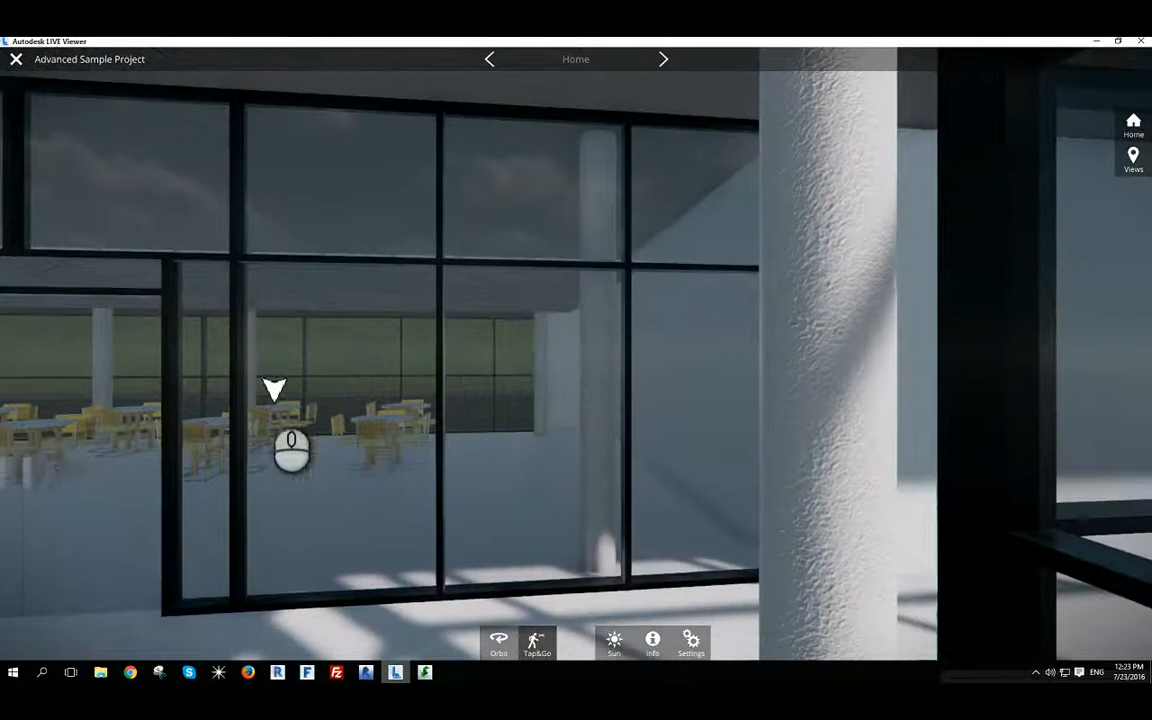 Autodesk LIVE Viewer
Advanced Sample Project
Home
Home
Views
Orbit
Tap&Go
Sun
Info
Settings
ENG
12:23 PM
7/23/2016